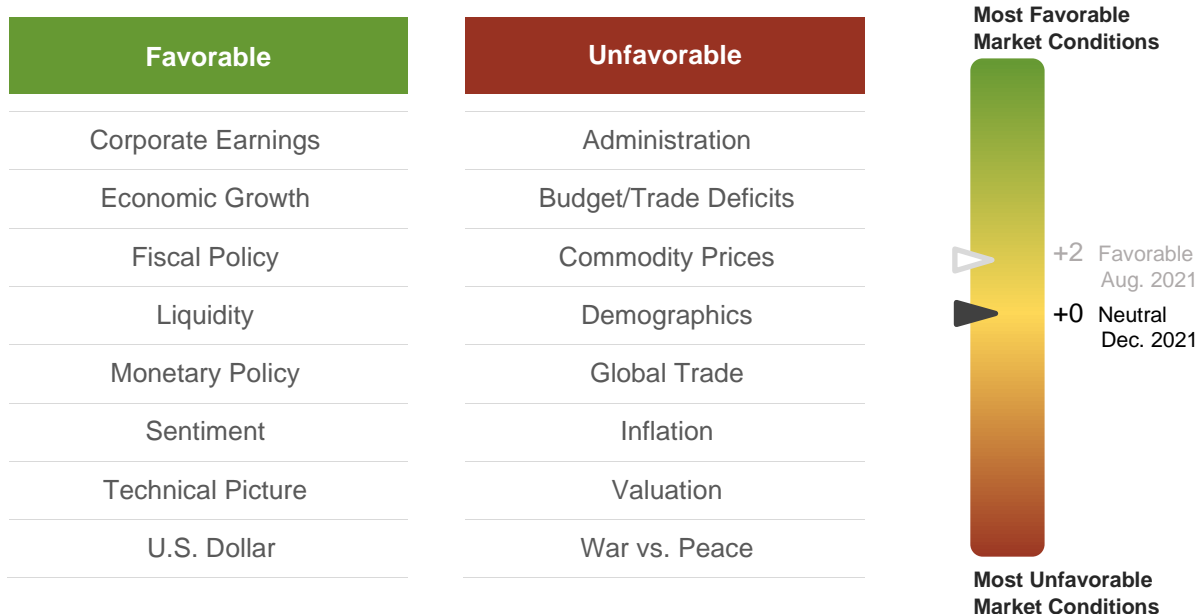 Favorable
Corporate Earnings
Economic Growth
Fiscal Policy
Liquidity
Monetary Policy
Sentiment
Technical Picture
U.S. Dollar
Unfavorable
Administration
Budget/Trade Deficits
Commodity Prices
Demographics
Global Trade
Inflation
Valuation
War vs. Peace
Most Favorable
Market Conditions
+2 Favorable
Aug. 2021
+0 Neutral
Dec. 2021
Most Unfavorable
Market Conditions